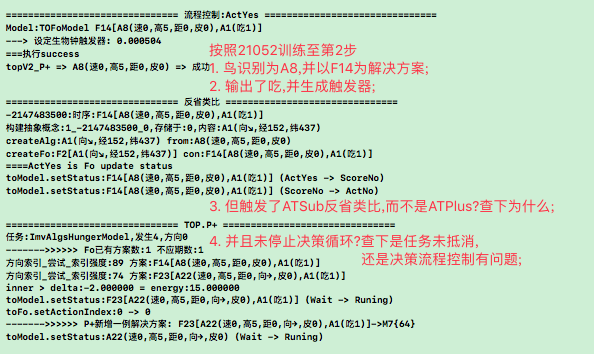 ============================== 流程控制:ActYes ==============================
Model:TOFoModel F14[A8(速0,高5,距0,皮0),A1(吃1)]
---> 设定生物钟触发器: 0.000504
===执行success
topV2_P+ => A8(速0,高5,距0,皮0) => 成功
按照21052训练至第2步
1. 鸟识别为A8,并以F14为解决方案;
2. 输出了吃,并生成触发器;
============================== 反省类比 ==============================
-2147483500:时序:F14[A8(速0,高5,距0,皮0),A1(吃1)]
构建抽象概念:1_-2147483500_0,存储于:0,内容:A1(向↘,经152,纬437)
createAlg:A1(向↘,经152,纬437) from:A8(速0,高5,距0,皮0)
createFo:F2[A1(向↘,经152,纬437)] con:F14[A8(速0,高5,距0,皮0),A1(吃1)]
====ActYes is Fo update status
toModel.setStatus:F14[A8(速0,高5,距0,皮0),A1(吃1)] (ActYes -> ScoreNo)
toModel.setStatus:F14[A8(速0,高5,距0,皮0),A1(吃1)] (ScoreNo -> ActNo)
3. 但触发了ATSub反省类比,而不是ATPlus?查下为什么;
============================== TOP.P+ ==============================
任务:ImvAlgsHungerModel,发生4,方向0
------->>>>>> Fo已有方案数:1 不应期数:1
方向索引_尝试_索引强度:89 方案:F14[A8(速0,高5,距0,皮0),A1(吃1)]
方向索引_尝试_索引强度:74 方案:F23[A22(速0,高5,距0,向→,皮0),A1(吃1)]
inner > delta:-2.000000 = energy:15.000000
toModel.setStatus:F23[A22(速0,高5,距0,向→,皮0),A1(吃1)] (Wait -> Runing)
toFo.setActionIndex:0 -> 0
------->>>>>> P+新增一例解决方案: F23[A22(速0,高5,距0,向→,皮0),A1(吃1)]->M7{64}
toModel.setStatus:A22(速0,高5,距0,向→,皮0) (Wait -> Runing)
4. 并且未停止决策循环?查下是任务未抵消,
还是决策流程控制有问题;